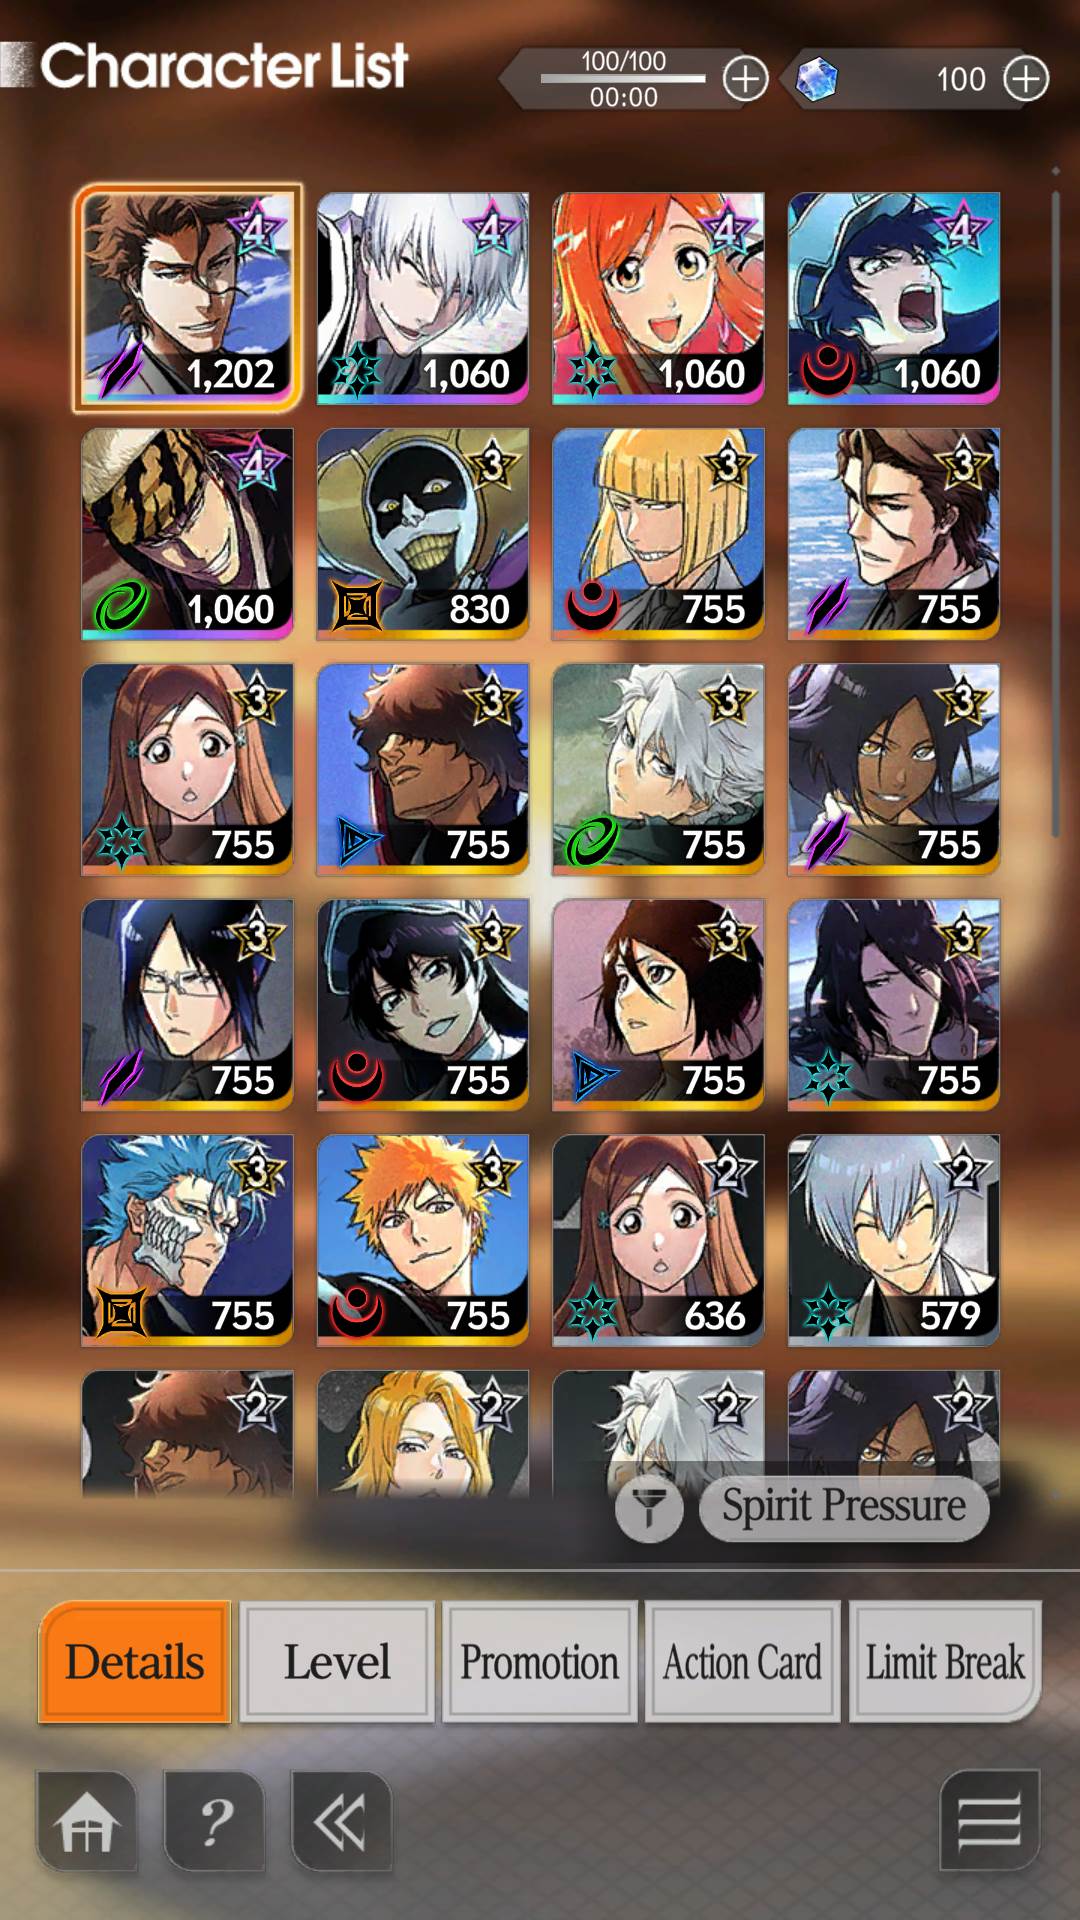 Character List
100/100
00:00
100
4 4 4 4
1,202 1,060 1,060 1,060
4 3 3 3
1,060 830 755 755
3 3 3 3
755 755 755 755
3 3 3 3
755 755 755 755
3 3 2 2
755 755 636 579
2 2 2 2
Spirit Pressure
Details Level Promotion Action Card Limit Break
?